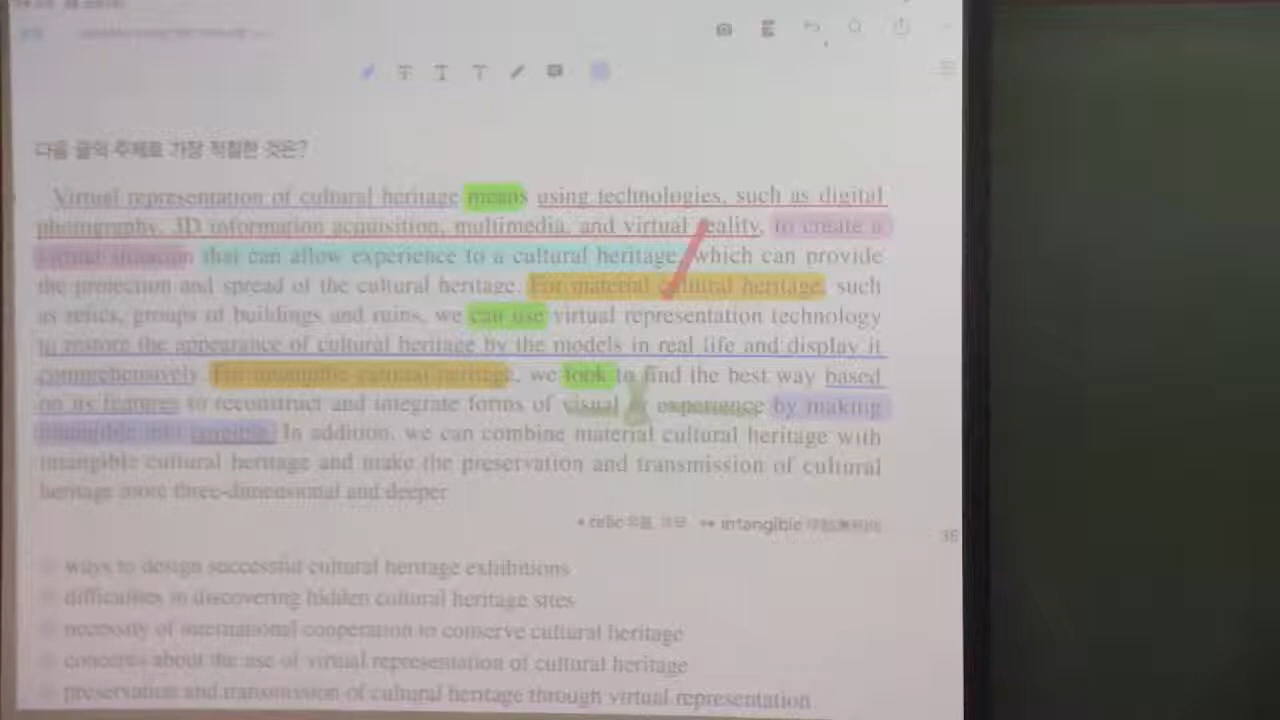 다음 글의 주제로 가장 적절한 것은?
Virtual representation of cultural heritage means using technologies, such as digital
photography, 3D information acquisition, multimedia, and virtual reality, to create a
virtual situation that can allow experience to a cultural heritage, which can provide
the protection and spread of the cultural heritage. For material cultural heritage, such
as relics, groups of buildings and ruins, we can use virtual representation technology
to restore the appearance of cultural heritage by the models in real life and display it
comprehensively. For intangible cultural heritage, we look to find the best way based
on its features to reconstruct and integrate forms of visual or experience by making
intangible into tangible. In addition, we can combine material cultural heritage with
intangible cultural heritage and make the preservation and transmission of cultural
heritage more three-dimensional and deeper
* relic 유물, 유적 ** intangible
36
ways to design successful cultural heritage exhibitions
difficulties in discovering hidden cultural heritage sites
necessity of international cooperation to conserve cultural heritage
concerns about the use of virtual representation of cultural heritage
preservation and transmission of cultural heritage through virtual representation